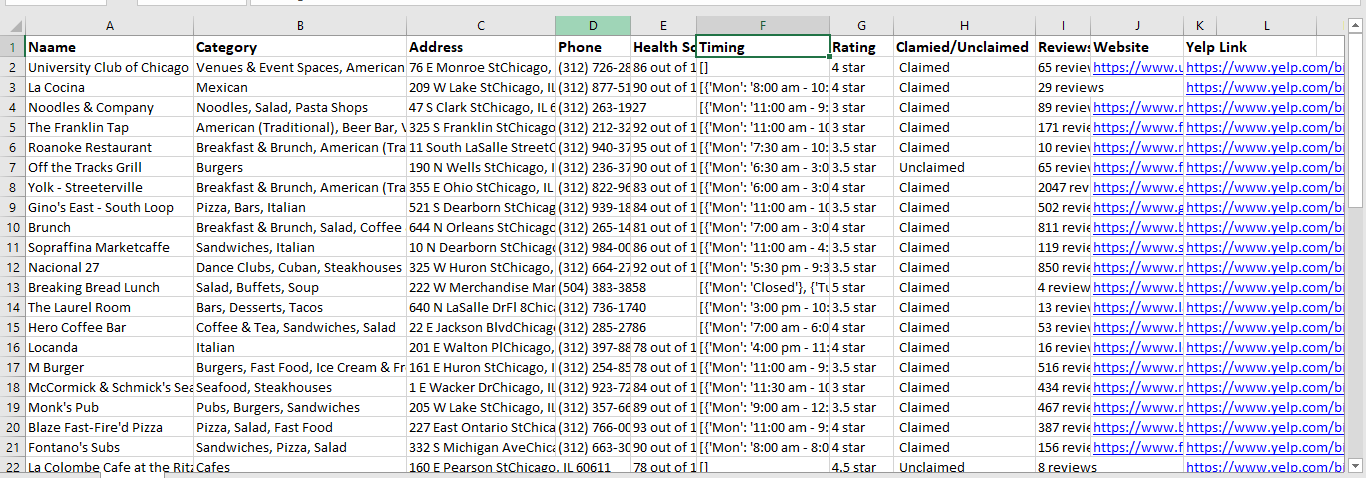 A B C D E F G H I J K L
1 Naame Category Address Phone Health Sc Timing Rating Clamied/Unclaimed Reviews Website Yelp Link
2 University Club of Chicago Venues & Event Spaces, American 76 E Monroe StChicago, (312) 726-28 86 out of 1 [] 4 star Claimed 65 review https://www.u https://www.yelp.com/bi
3 La Cocina Mexican 209 W Lake StChicago, IL (312) 877-51 90 out of 1 [{'Mon': '8:00 am - 10: 4 star Claimed 29 reviews https://www.yelp.com/bi
4 Noodles & Company Noodles, Salad, Pasta Shops 47 S Clark StChicago, IL 6 (312) 263-1927 [{'Mon': '11:00 am - 9: 3 star Claimed 89 review https://www.n https://www.yelp.com/bi
5 The Franklin Tap American (Traditional), Beer Bar, V 325 S Franklin StChicago (312) 212-32 92 out of 1 [{'Mon': '11:00 am - 10 3 star Claimed 171 revie https://www.f https://www.yelp.com/bi
6 Roanoke Restaurant Breakfast & Brunch, American (Tra 11 South LaSalle StreetC (312) 940-37 95 out of 1 [{'Mon': '7:30 am - 10: 3.5 star Claimed 10 review https://www.r https://www.yelp.com/bi
7 Off the Tracks Grill Burgers 190 N Wells StChicago, I (312) 236-37 90 out of 1 [{'Mon': '6:30 am - 3:0 3.5 star Unclaimed 65 review https://www.f https://www.yelp.com/bi
8 Yolk - Streeterville Breakfast & Brunch, American (Tra 355 E Ohio StChicago, IL (312) 822-96 83 out of 1 [{'Mon': '6:00 am - 3:0 4 star Claimed 2047 rev https://www.e https://www.yelp.com/bi
9 Gino's East - South Loop Pizza, Bars, Italian 521 S Dearborn StChicag (312) 939-18 84 out of 1 [{'Mon': '11:00 am - 10 3.5 star Claimed 502 revie https://www.g https://www.yelp.com/bi
10 Brunch Breakfast & Brunch, Salad, Coffee 644 N Orleans StChicago (312) 265-14 81 out of 1 [{'Mon': '7:00 am - 3:0 4 star Claimed 811 revie https://www.b https://www.yelp.com/bi
11 Sopraffina Marketcaffe Sandwiches, Italian 10 N Dearborn StChicago (312) 984-00 86 out of 1 [{'Mon': '11:00 am - 4: 3.5 star Claimed 119 revie https://www.s https://www.yelp.com/bi
12 Nacional 27 Dance Clubs, Cuban, Steakhouses 325 W Huron StChicago, (312) 664-27 92 out of 1 [{'Mon': '5:30 pm - 9:3 3.5 star Claimed 850 revie https://www.n https://www.yelp.com/bi
13 Breaking Bread Lunch Salad, Buffets, Soup 222 W Merchandise Mar (504) 383-3858 [{'Mon': 'Closed'}, {'Tu 5 star Claimed 4 reviews https://www.b https://www.yelp.com/bi
14 The Laurel Room Bars, Desserts, Tacos 640 N LaSalle DrFl 8Chic (312) 736-1740 [{'Mon': '3:00 pm - 10: 3.5 star Claimed 13 review https://www.l https://www.yelp.com/bi
15 Hero Coffee Bar Coffee & Tea, Sandwiches, Salad 22 E Jackson BlvdChicag (312) 285-2786 [{'Mon': '7:00 am - 6:0 4 star Claimed 53 review https://www.h https://www.yelp.com/bi
16 Locanda Italian 201 E Walton PlChicago, (312) 397-88 78 out of 1 [{'Mon': '4:00 pm - 11: 4 star Claimed 16 review https://www.l https://www.yelp.com/bi
17 M Burger Burgers, Fast Food, Ice Cream & Fr 161 E Huron StChicago, I (312) 254-85 78 out of 1 [{'Mon': '11:00 am - 9: 3.5 star Claimed 516 revie https://www.r https://www.yelp.com/bi
18 McCormick & Schmick's Sea Seafood, Steakhouses 1 E Wacker DrChicago, IL (312) 923-72 84 out of 1 [{'Mon': '11:30 am - 10 3 star Claimed 434 revie https://www.r https://www.yelp.com/bi
19 Monk's Pub Pubs, Burgers, Sandwiches 205 W Lake StChicago, IL (312) 357-66 89 out of 1 [{'Mon': '9:00 am - 12: 3.5 star Claimed 467 revie https://www.r https://www.yelp.com/bi
20 Blaze Fast-Fire'd Pizza Pizza, Salad, Fast Food 227 East Ontario StChica (312) 766-00 93 out of 1 [{'Mon': '11:00 am - 9: 4 star Claimed 387 revie https://www.b https://www.yelp.com/bi
21 Fontano's Subs Sandwiches, Pizza, Salad 332 S Michigan AveChic (312) 663-30 90 out of 1 [{'Mon': '8:00 am - 8:0 4 star Claimed 156 revie https://www.f https://www.yelp.com/bi
22 La Colombe Cafe at the Ritz Cafes 160 E Pearson StChicago, IL 60611 78 out of 1 [] 4.5 star Unclaimed 8 reviews https://www.yelp.com/bi